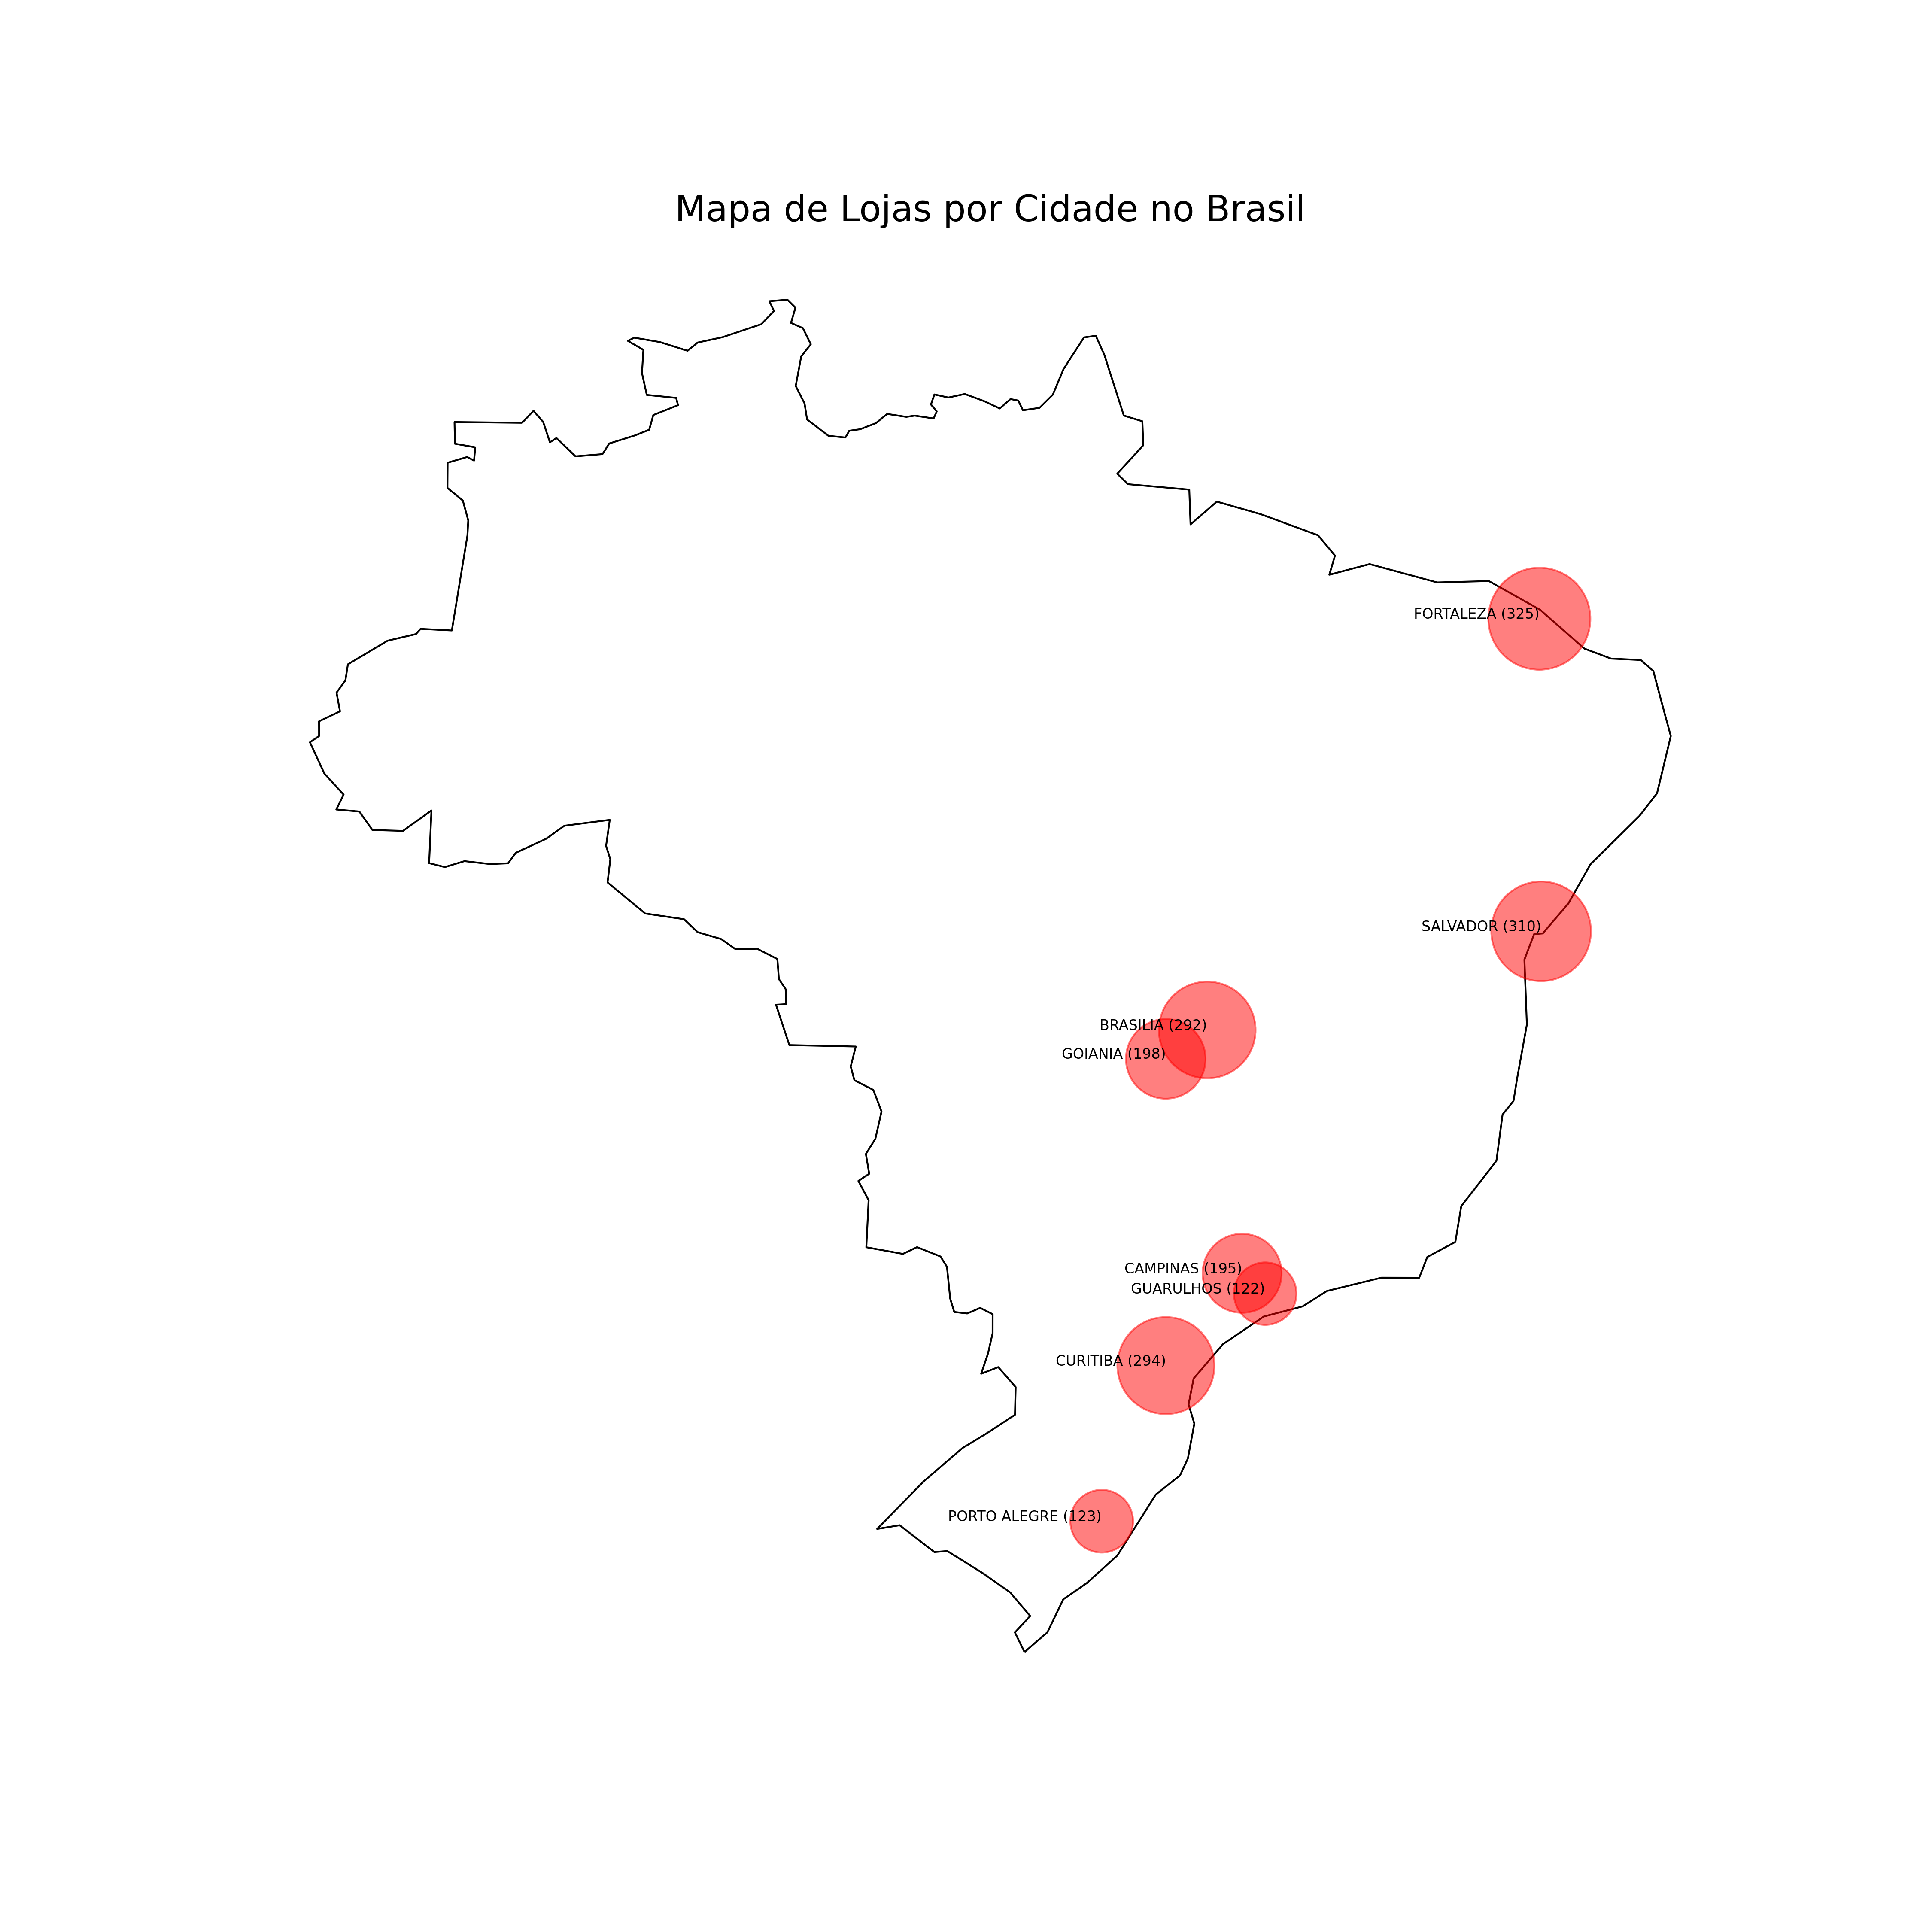 Mapa de Lojas por Cidade no Brasil
FORTALEZA (325)
SALVADOR (310)
BRASILIA (292)
GOIANIA (198)
CAMPINAS (195)
GUARULHOS (122)
CURITIBA (294)
PORTO ALEGRE (123)